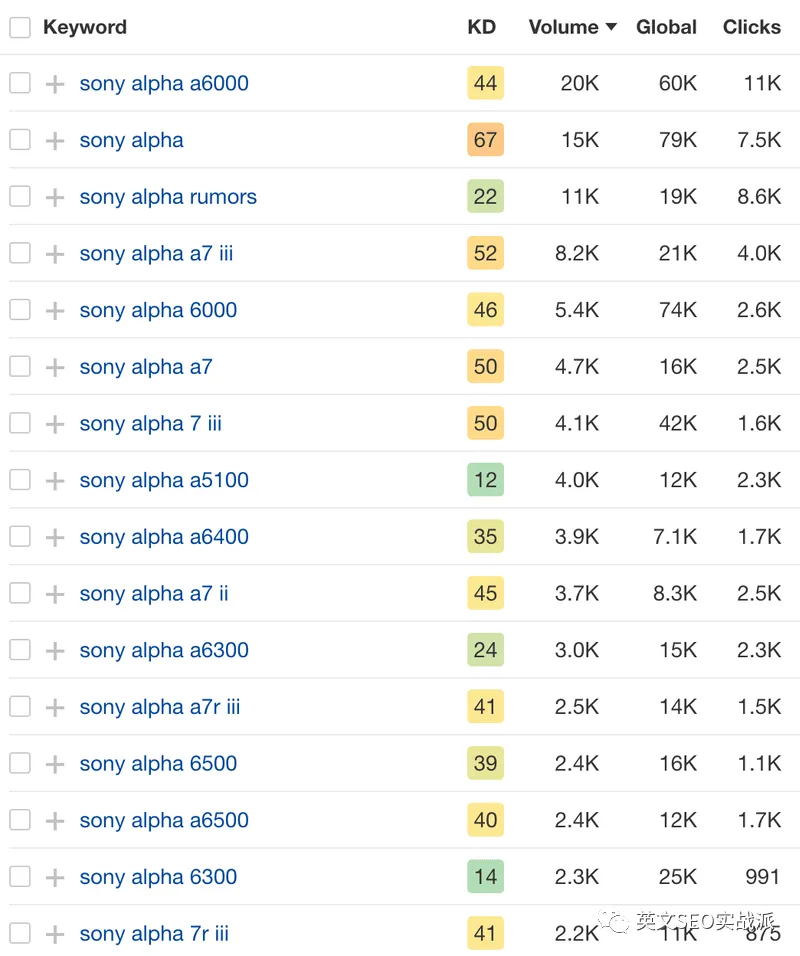 Keyword KD Volume Global Clicks
sony alpha a6000 44 20K 60K 11K
sony alpha 67 15K 79K 7.5K
sony alpha rumors 22 11K 19K 8.6K
sony alpha a7 iii 52 8.2K 21K 4.0K
sony alpha 6000 46 5.4K 74K 2.6K
sony alpha a7 50 4.7K 16K 2.5K
sony alpha 7 iii 50 4.1K 42K 1.6K
sony alpha a5100 12 4.0K 12K 2.3K
sony alpha a6400 35 3.9K 7.1K 1.7K
sony alpha a7 ii 45 3.7K 8.3K 2.5K
sony alpha a6300 24 3.0K 15K 2.3K
sony alpha a7r iii 41 2.5K 14K 1.5K
sony alpha 6500 39 2.4K 16K 1.1K
sony alpha a6500 40 2.4K 12K 1.7K
sony alpha 6300 14 2.3K 25K 991
sony alpha 7r iii 41 2.2K 11K 875
英文SEO实战派